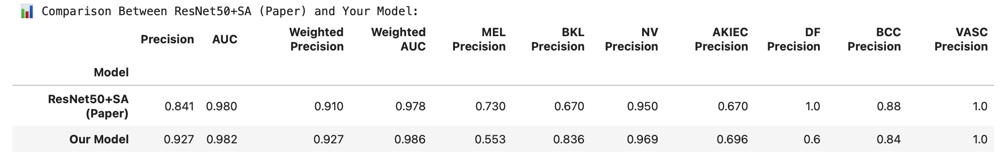 📊 Comparison Between ResNet50+SA (Paper) and Your Model:
Precision AUC Weighted Precision Weighted AUC MEL Precision BKL Precision NV Precision AKIEC Precision DF Precision BCC Precision VASC Precision
Model
ResNet50+SA (Paper) 0.841 0.980 0.910 0.978 0.730 0.670 0.950 0.670 1.0 0.88 1.0
Our Model 0.927 0.982 0.927 0.986 0.553 0.836 0.969 0.696 0.6 0.84 1.0